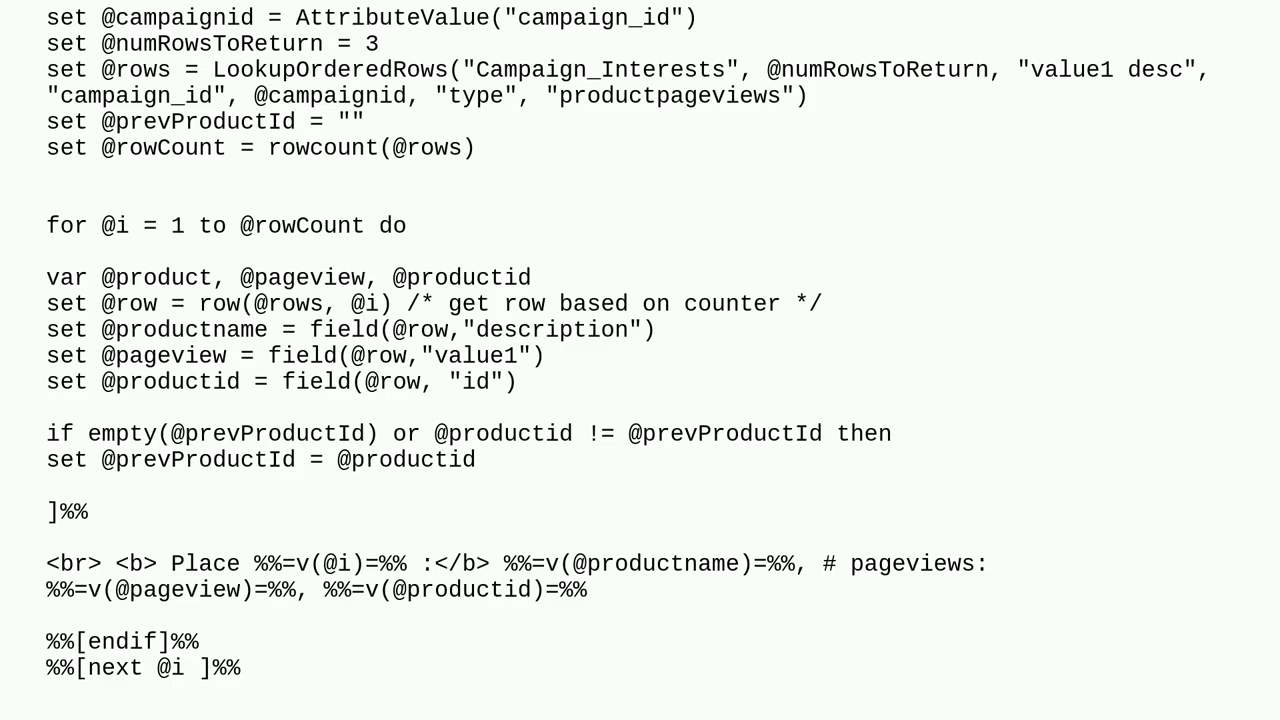 set @campaignid = AttributeValue("campaign_id")
set @numRowsToReturn = 3
set @rows = LookupOrderedRows("Campaign_Interests", @numRowsToReturn, "value1 desc",
"campaign_id", @campaignid, "type", "productpageviews")
set @prevProductId = ""
set @rowCount = rowcount(@rows)
for @i = 1 to @rowCount do
var @product, @pageview, @productid
set @row = row(@rows, @i) /* get row based on counter */
set @productname = field(@row,"description")
set @pageview = field(@row,"value1")
set @productid = field(@row, "id")
if empty(@prevProductId) or @productid != @prevProductId then
set @prevProductId = @productid
]%%
<br> <b> Place %%=v(@i)=%% :</b> %%=v(@productname)=%%, # pageviews:
%%=v(@pageview)=%%, %%=v(@productid)=%%
%%[endif]%%
%%[next @i ]%%